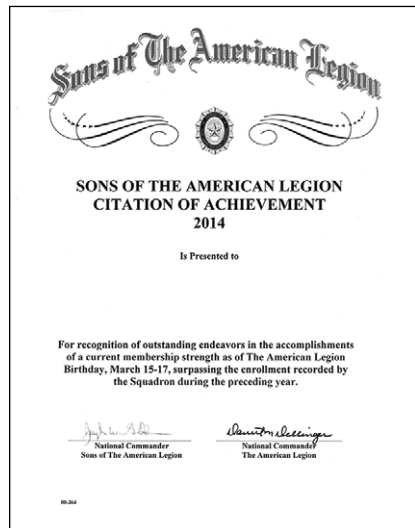 Sons of The American Legion
SONS OF THE AMERICAN LEGION
CITATION OF ACHIEVEMENT
2014
Is Presented to
For recognition of outstanding endeavors in the accomplishments
of a current membership strength as of The American Legion
Birthday, March 15-17, surpassing the enrollment recorded by
the Squadron during the preceding year.
National Commander
Sons of The American Legion
Dellinger
National Commander
The American Legion